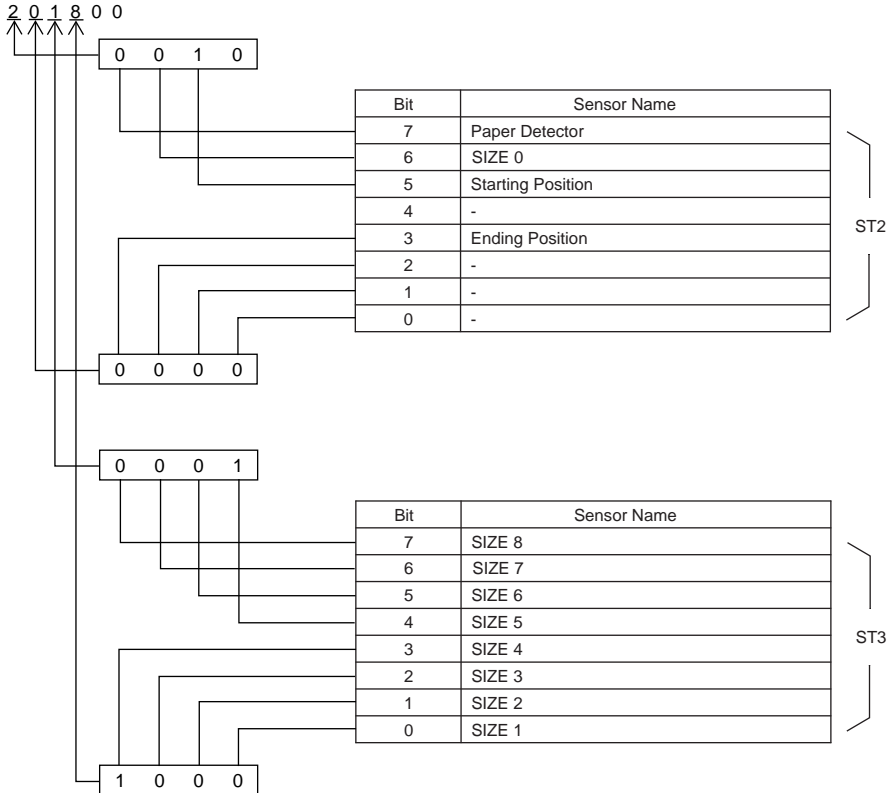 2 0 1 8 0 0
0 0 1 0
Bit Sensor Name
7 Paper Detector
6 SIZE 0
5 Starting Position
4 -
3 Ending Position
2 -
1 -
0 -
ST2
0 0 0 0
0 0 0 1
Bit Sensor Name
7 SIZE 8
6 SIZE 7
5 SIZE 6
4 SIZE 5
3 SIZE 4
2 SIZE 3
1 SIZE 2
0 SIZE 1
ST3
1 0 0 0